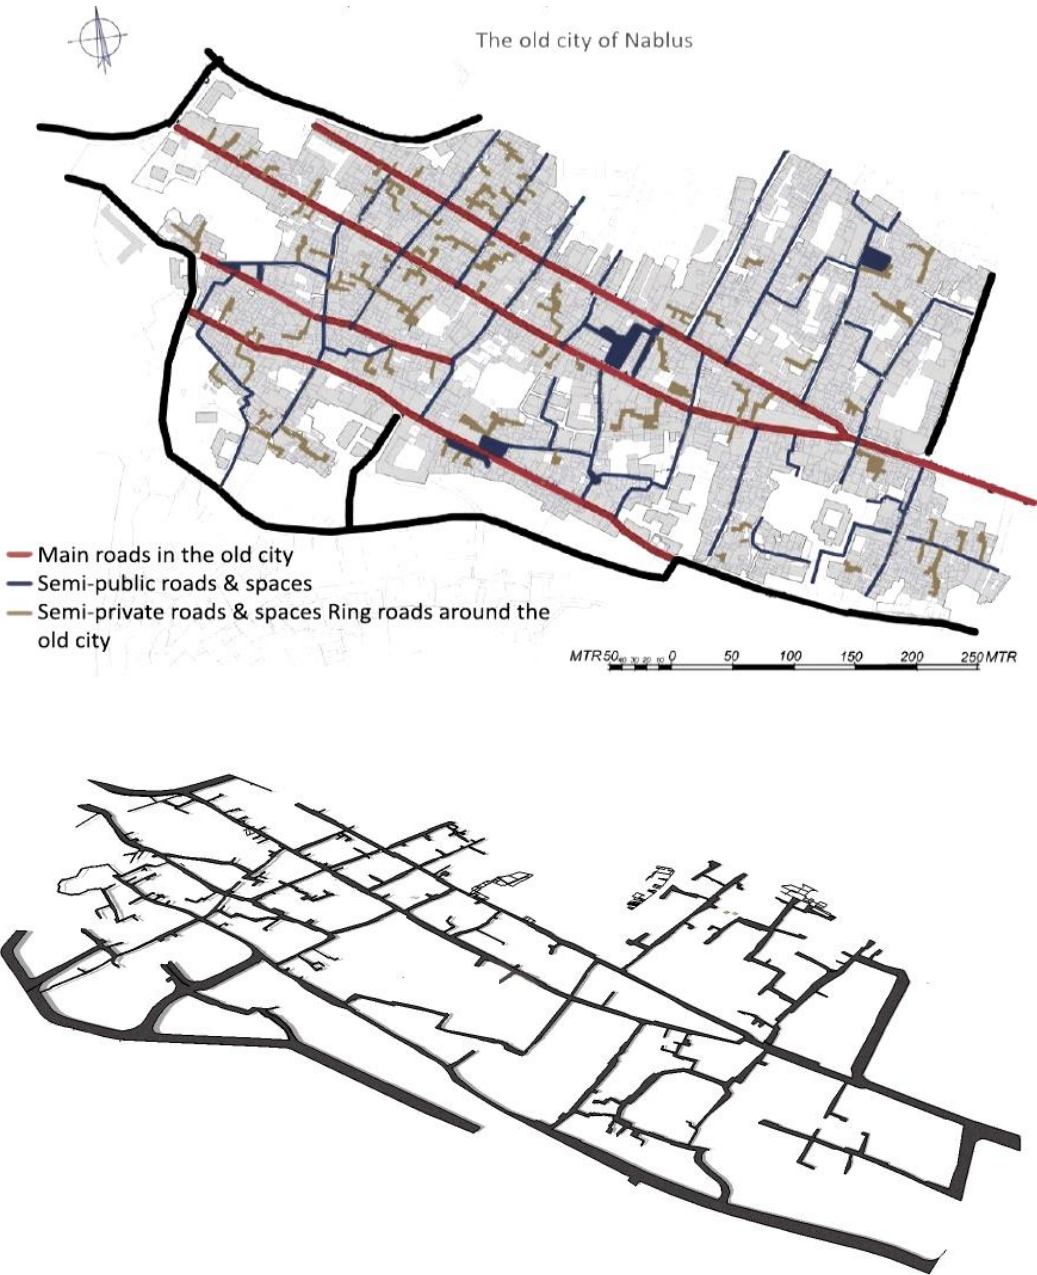 The old city of Nablus
Main roads in the old city
Semi-public roads & spaces
Semi-private roads & spaces Ring roads around the
old city
MTR 50 40 30 20 10 0 50 100 150 200 250 MTR